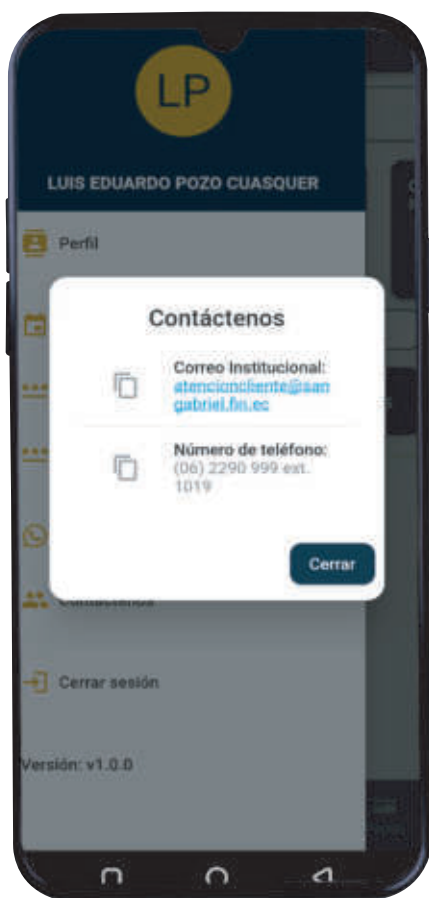 LP
LUIS EDUARDO POZO CUASQUER
Perfil
Contáctenos
Correo Institucional:
atencioncliente@san
gabriel.fin.ec
Número de teléfono:
(06) 2290 999 ext.
1019
Cerrar
Contáctenos
Cerrar sesión
Versión: v1.0.0